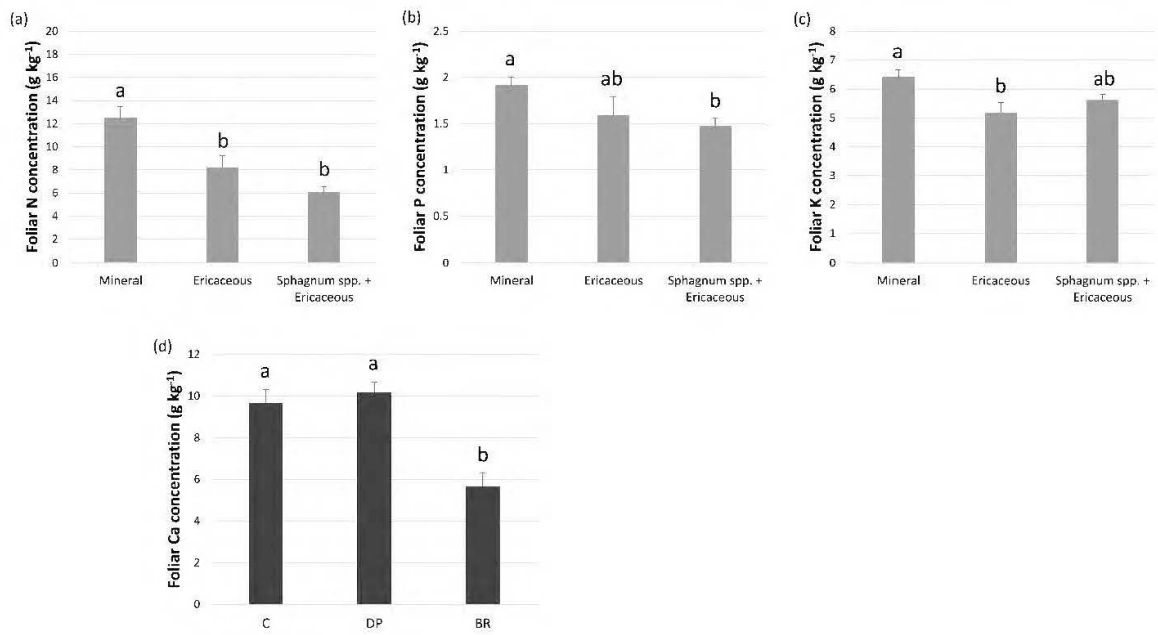 (a)
Foliar N concentration (g kg⁻¹)
20
18
16
14
12
10
8
6
4
2
0
a
b
b
Mineral
Ericaceous
Sphagnum spp. +
Ericaceous
(b)
Foliar P concentration (g kg⁻¹)
2.5
2
1.5
1
0.5
0
a
ab
b
Mineral
Ericaceous
Sphagnum spp. +
Ericaceous
(c)
Foliar K concentration (g kg⁻¹)
8
7
6
5
4
3
2
1
0
a
b
ab
Mineral
Ericaceous
Sphagnum spp. +
Ericaceous
(d)
Foliar Ca concentration (g kg⁻¹)
12
10
8
6
4
2
0
a
a
b
C
DP
BR